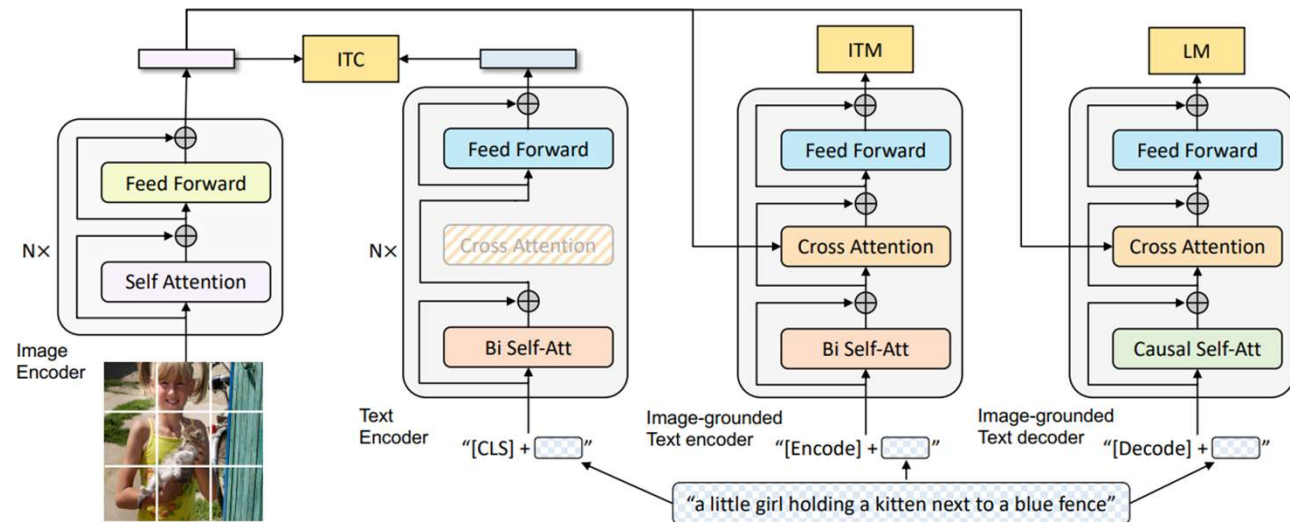 ITC
ITM
LM
Feed Forward
Self Attention
N×
Image
Encoder
Feed Forward
Cross Attention
Bi Self-Att
N×
Text
Encoder
“[CLS] + ”
Feed Forward
Cross Attention
Bi Self-Att
Image-grounded
Text encoder
“[Encode] + ”
Feed Forward
Cross Attention
Causal Self-Att
Image-grounded
Text decoder
“[Decode] + ”
“a little girl holding a kitten next to a blue fence”